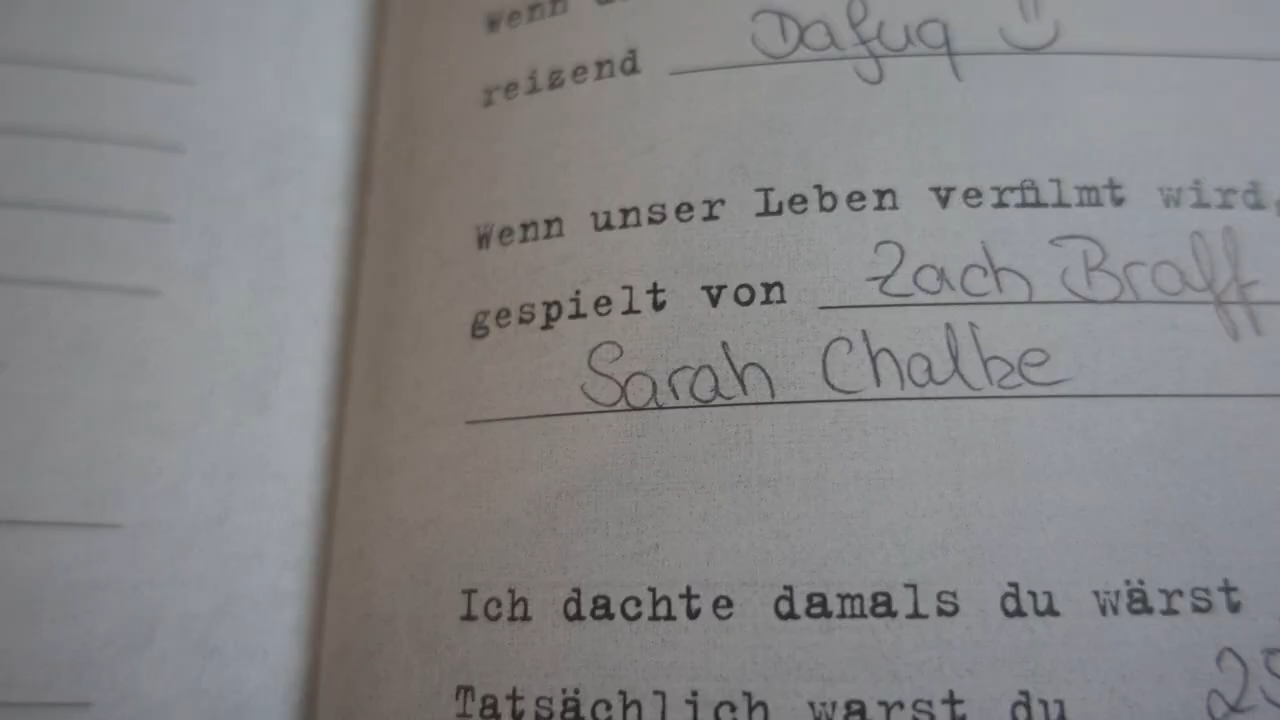 wenn
reizend Dafuq
Wenn unser Leben verfilmt wird,
gespielt von Zach Braff
Sarah Chalke
Ich dachte damals du wärst
Tatsächlich warst du